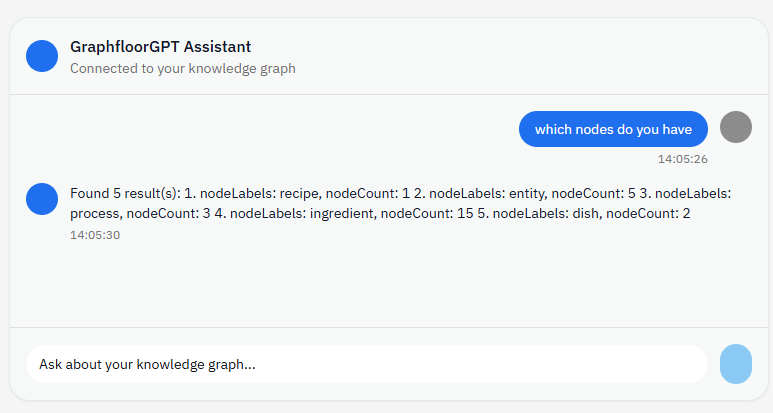 GraphfloorGPT Assistant
Connected to your knowledge graph
which nodes do you have
14:05:26
Found 5 result(s): 1. nodeLabels: recipe, nodeCount: 1 2. nodeLabels: entity, nodeCount: 5 3. nodeLabels:
process, nodeCount: 3 4. nodeLabels: ingredient, nodeCount: 15 5. nodeLabels: dish, nodeCount: 2
14:05:30
Ask about your knowledge graph...